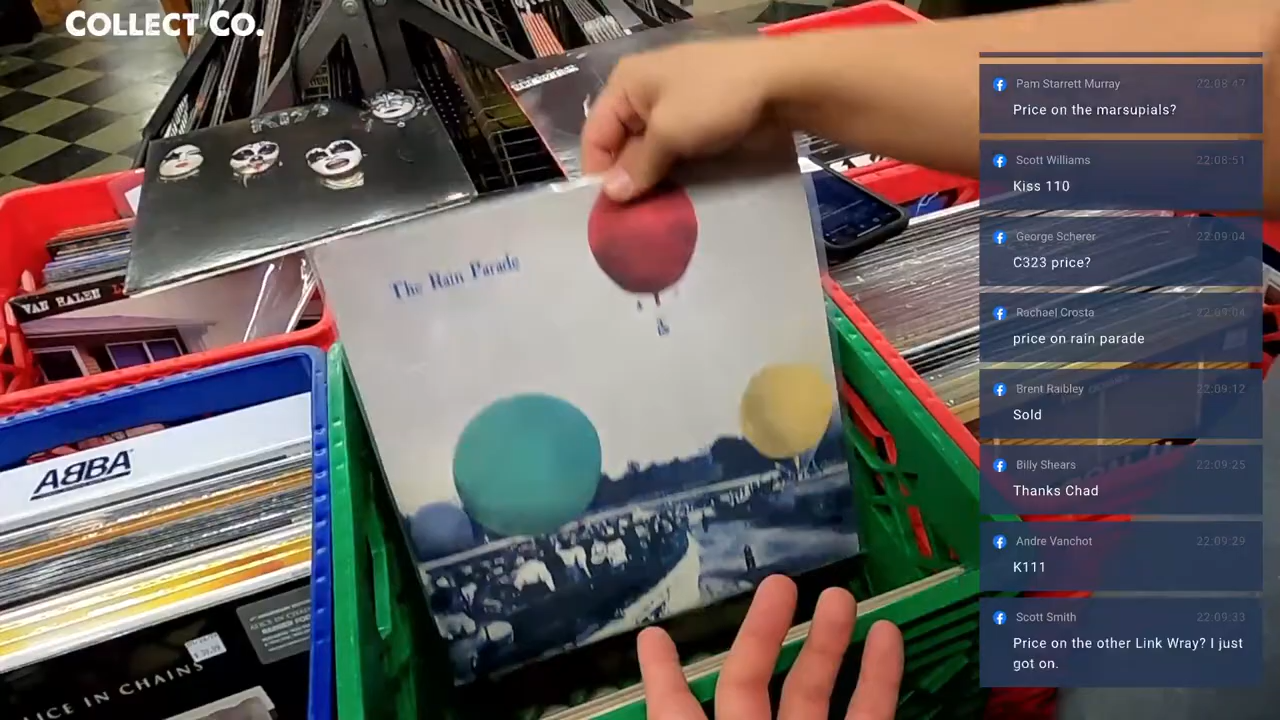 COLLECT CO.
KISS
The Rain Parade
VAN HALEN
ABBA
ALICE IN CHAINS
Pam Starrett Murray 22:08:47
Price on the marsupials?
Scott Williams 22:08:51
Kiss 110
George Scherer 22:09:04
C323 price?
Rachael Crosta 22:09:04
price on rain parade
Brent Raibley 22:09:12
Sold
Billy Shears 22:09:25
Thanks Chad
Andre Vanchot 22:09:29
K111
Scott Smith 22:09:33
Price on the other Link Wray? I just
got on.